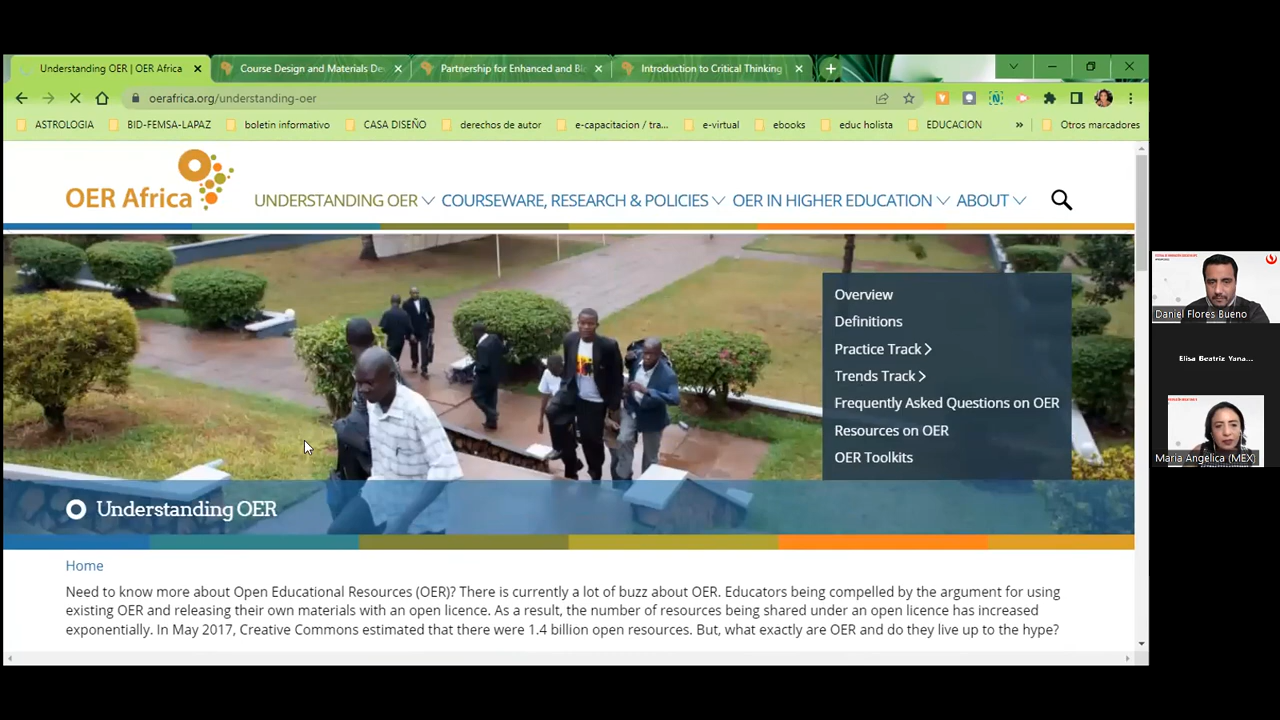 Understanding OER | OER Africa
Course Design and Materials De
Partnership for Enhanced and Bl
Introduction to Critical Thinking
oerafrica.org/understanding-oer
ASTROLOGIA
BID-FEMSA-LAPAZ
boletin informativo
CASA DISEÑO
derechos de autor
e-capacitacion / tra...
e-virtual
ebooks
educ holista
EDUCACION
»
Otros marcadores
OER Africa
UNDERSTANDING OER
COURSEWARE, RESEARCH & POLICIES
OER IN HIGHER EDUCATION
ABOUT
Overview
Definitions
Practice Track
Trends Track
Frequently Asked Questions on OER
Resources on OER
OER Toolkits
Understanding OER
Home
Need to know more about Open Educational Resources (OER)? There is currently a lot of buzz about OER. Educators being compelled by the argument for using
existing OER and releasing their own materials with an open licence. As a result, the number of resources being shared under an open licence has increased
exponentially. In May 2017, Creative Commons estimated that there were 1.4 billion open resources. But, what exactly are OER and do they live up to the hype?
Daniel Flores Bueno
Elisa Beatriz Yana...
Maria Angelica (MEX)